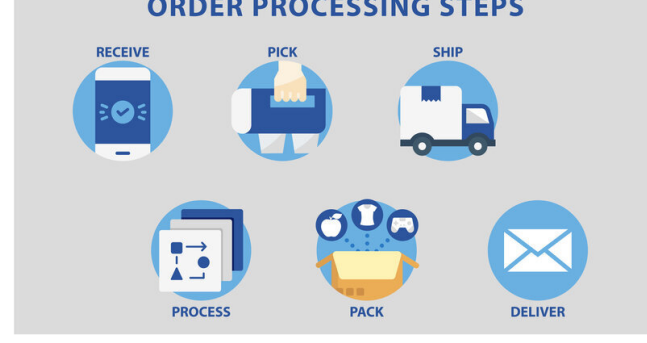 ORDER PROCESSING STEPS
RECEIVE
PICK
SHIP
PROCESS
PACK
DELIVER